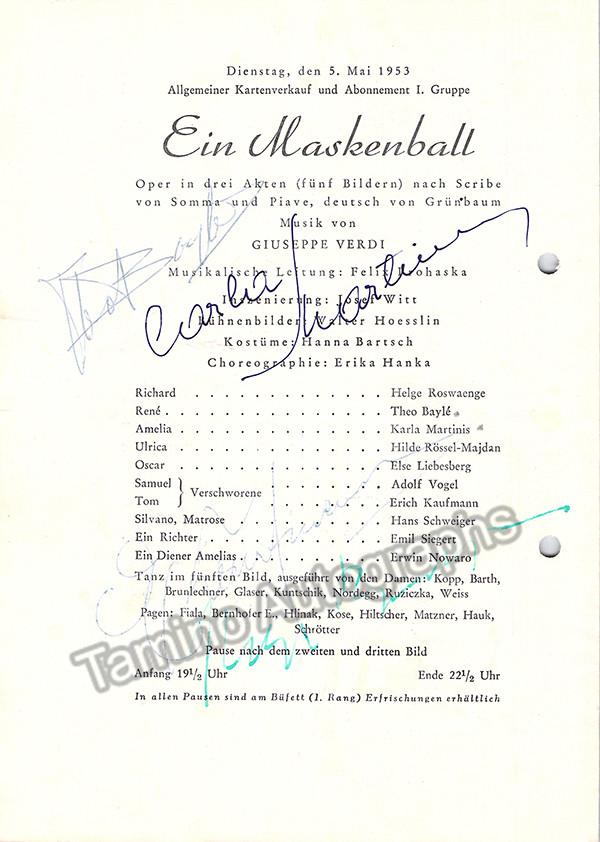 Dienstag, den 5. Mai 1953
Allgemeiner Kartenverkauf und Abonnement I. Gruppe
Ein Maskenball
Oper in drei Akten (fünf Bildern) nach Scribe
von Somma und Piave, deutsch von Grünbaum
Musik von
GIUSEPPE VERDI
Musikalische Leitung: Felix Prohaska
Inszenierung: Josef Witt
Bühnenbilder: Walter Hoesslin
Kostüme: Hanna Bartsch
Choreographie: Erika Hanka
Theo Baylé
Carla Martinis
Richard . . . . . . . . . . . . . . Helge Roswaenge
René . . . . . . . . . . . . . . . Theo Baylé
Amelia . . . . . . . . . . . . . . Karla Martinis
Ulrica . . . . . . . . . . . . . . Hilde Rössel-Majdan
Oscar . . . . . . . . . . . . . . Else Liebesberg
Samuel } Verschworene . . . . . . . Adolf Vogel
Tom } . . . . . . . Erich Kaufmann
Silvano, Matrose . . . . . . . . . . Hans Schweiger
Ein Richter . . . . . . . . . . . . Emil Siegert
Ein Diener Amelias . . . . . . . . . . Erwin Nowaro
Tanz im fünften Bild, ausgeführt von den Damen: Kopp, Barth,
Brunlechner, Glaser, Kuntschik, Nordegg, Ruziczka, Weiss
Pagen: Fiala, Bernhofer E., Hlinak, Kose, Hiltscher, Matzner, Hauk,
Schrötter
Pause nach dem zweiten und dritten Bild
Anfang 19½ Uhr Ende 22½ Uhr
In allen Pausen sind am Büfett (1. Rang) Erfrischungen erhältlich
Tamino Autographs